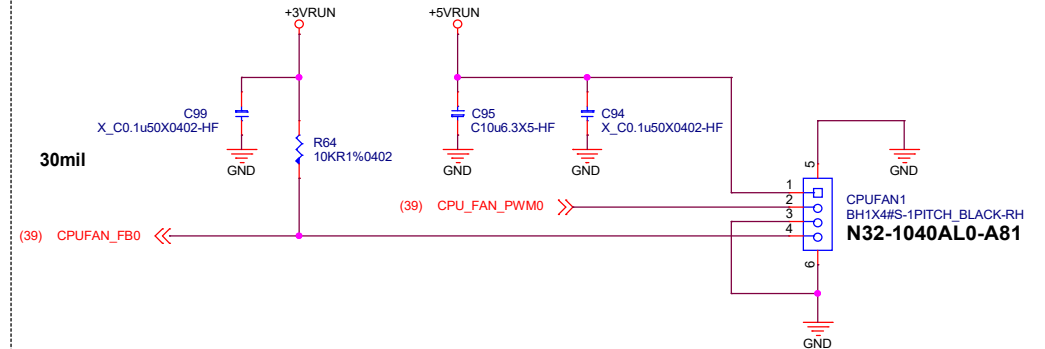 +3VRUN
+5VRUN
C99
X_C0.1u50X0402-HF
C95
C10u6.3X5-HF
C94
X_C0.1u50X0402-HF
R64
10KR1%0402
30mil
GND
GND
GND
GND
5
1
2
3
4
6
CPUFAN1
BH1X4#S-1PITCH_BLACK-RH
N32-1040AL0-A81
(39) CPU_FAN_PWM0
(39) CPUFAN_FB0
GND